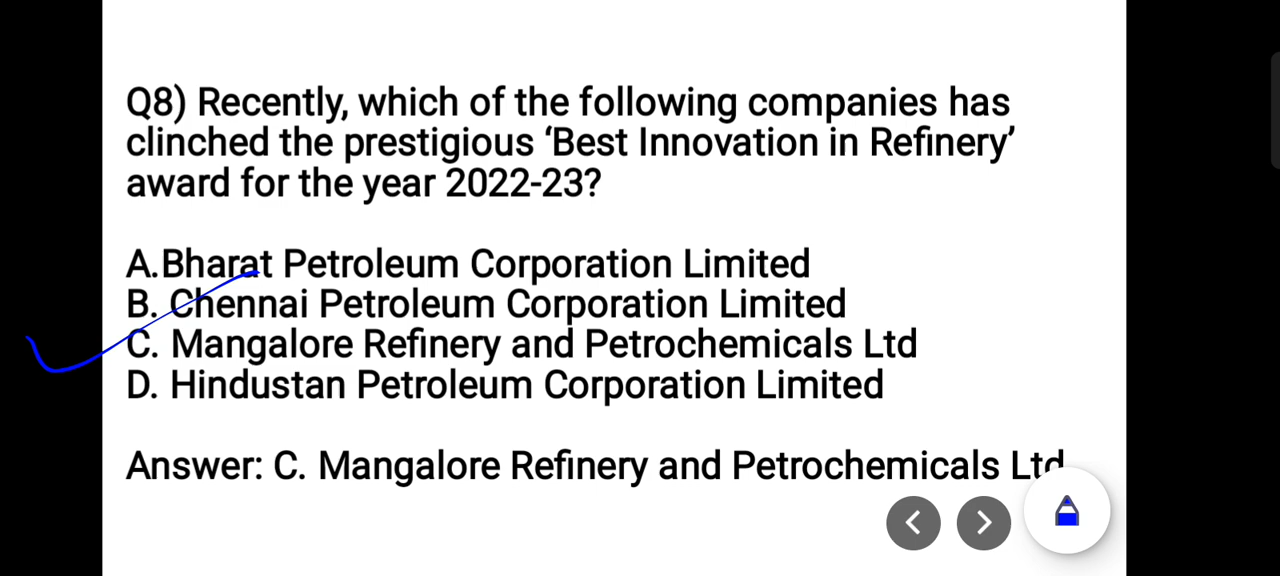 Q8) Recently, which of the following companies has
clinched the prestigious ‘Best Innovation in Refinery’
award for the year 2022-23?
A.Bharat Petroleum Corporation Limited
B. Chennai Petroleum Corporation Limited
C. Mangalore Refinery and Petrochemicals Ltd
D. Hindustan Petroleum Corporation Limited
Answer: C. Mangalore Refinery and Petrochemicals Ltd